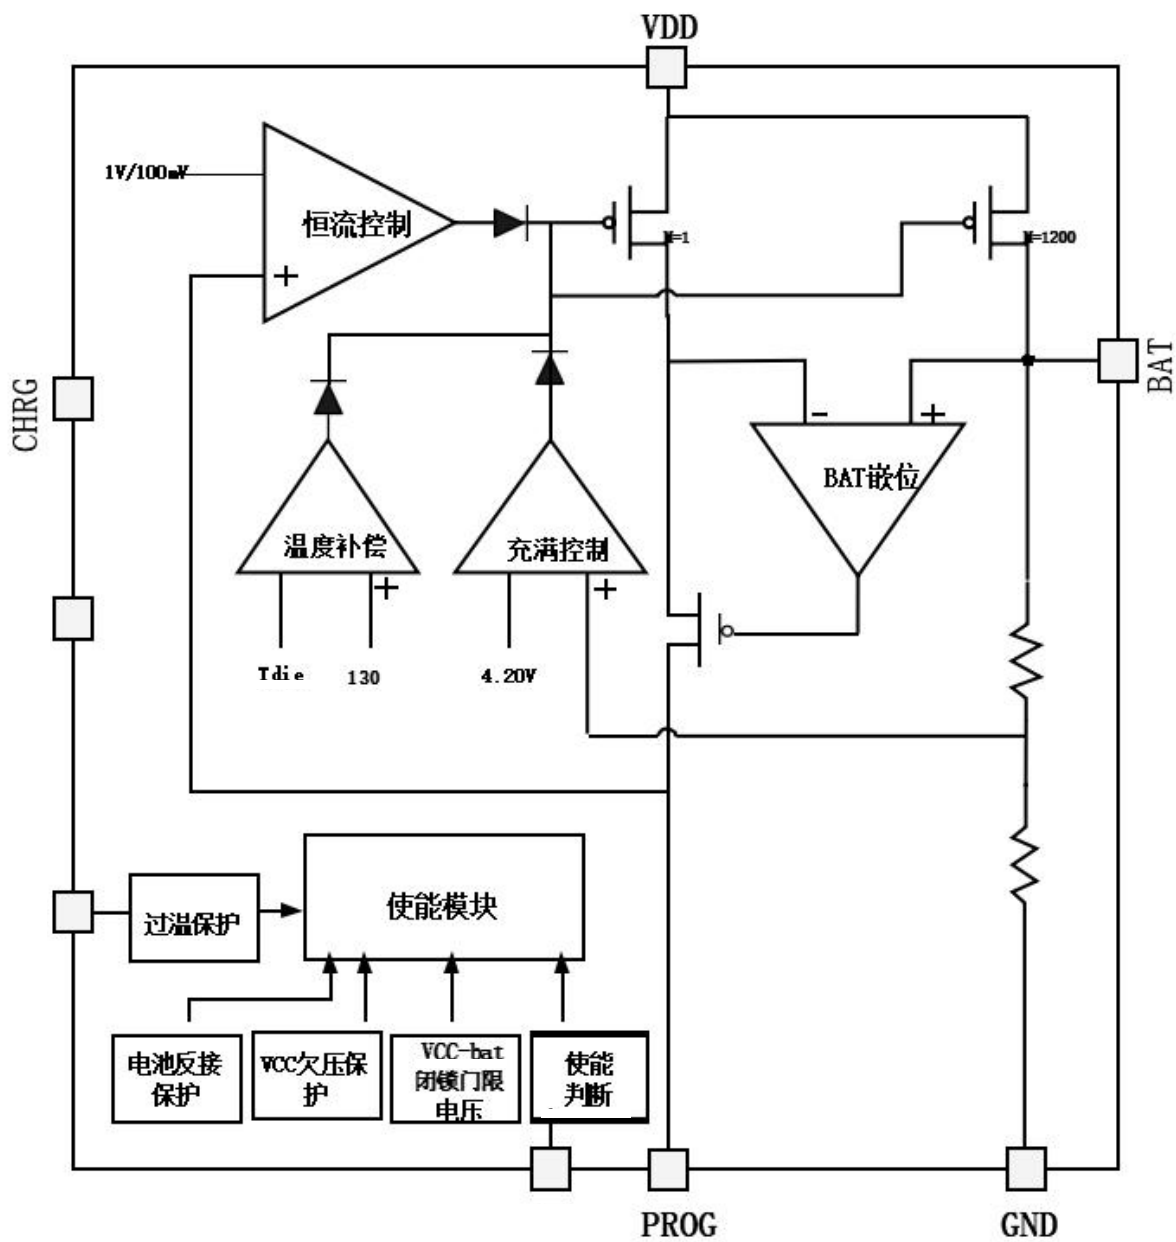 VDD
1V/100mV
恒流控制
+
M=1
M=1200
BAT
CHRG
-
+
BAT嵌位
温度补偿
+
充满控制
+
Tdie
130
4.20V
使能模块
过温保护
电池反接
保护
VCC欠压保
护
VCC-bat
闭锁门限
电压
使能
判断
PROG
GND